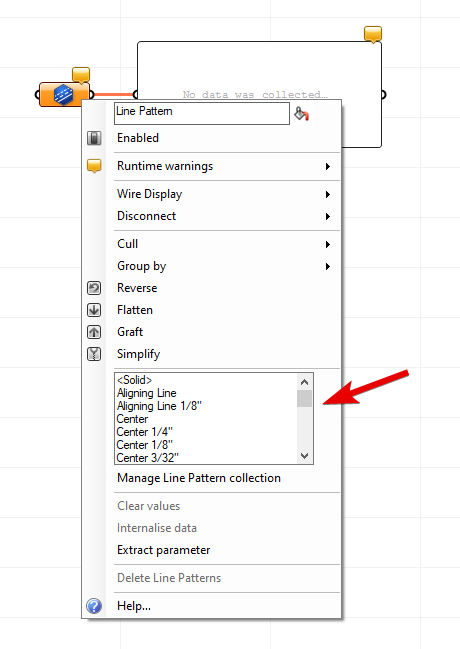 No data was collected…
Line Pattern
Enabled
Runtime warnings
Wire Display
Disconnect
Cull
Group by
Reverse
Flatten
Graft
Simplify
<Solid>
Aligning Line
Aligning Line 1/8"
Center
Center 1/4"
Center 1/8"
Center 3/32"
Manage Line Pattern collection
Clear values
Internalise data
Extract parameter
Delete Line Patterns
Help...